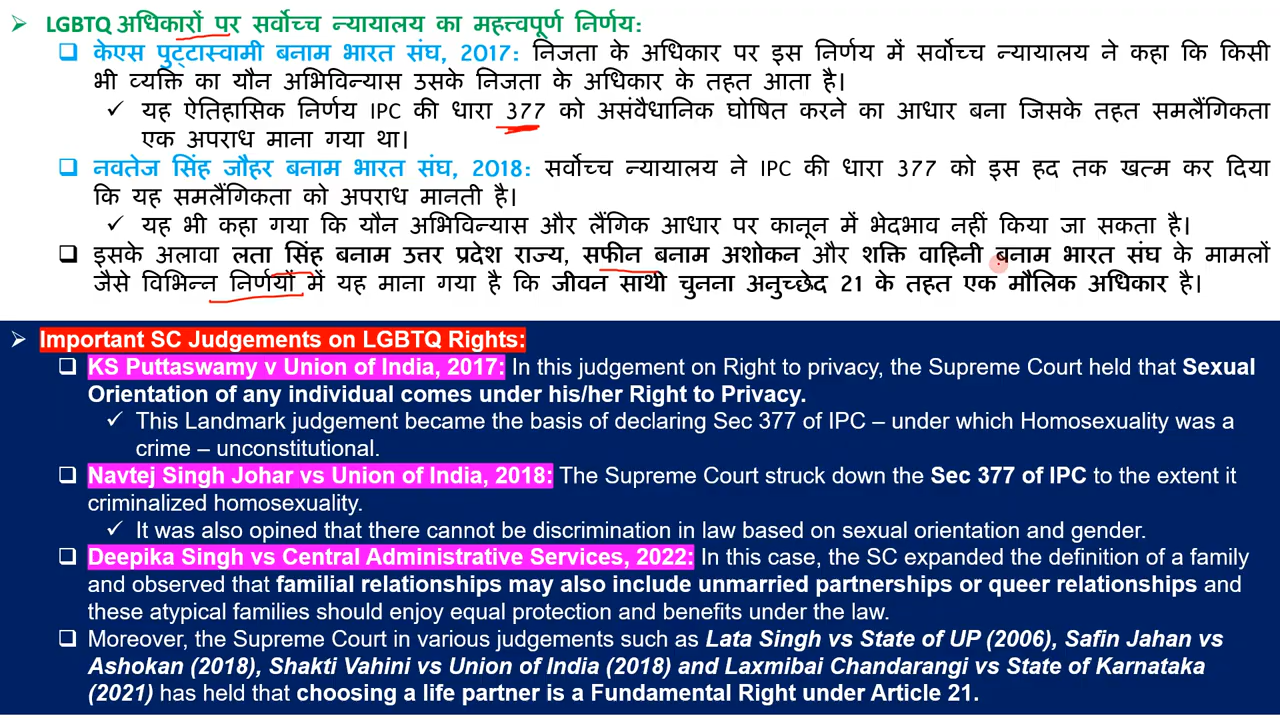 ➢ LGBTQ अधिकारों पर सर्वोच्च न्यायालय का महत्त्वपूर्ण निर्णय:
❑ केएस पुट्टास्वामी बनाम भारत संघ, 2017: निजता के अधिकार पर इस निर्णय में सर्वोच्च न्यायालय ने कहा कि किसी
भी व्यक्ति का यौन अभिविन्यास उसके निजता के अधिकार के तहत आता है।
✓ यह ऐतिहासिक निर्णय IPC की धारा 377 को असंवैधानिक घोषित करने का आधार बना जिसके तहत समलैंगिकता
एक अपराध माना गया था।
❑ नवतेज सिंह जौहर बनाम भारत संघ, 2018: सर्वोच्च न्यायालय ने IPC की धारा 377 को इस हद तक खत्म कर दिया
कि यह समलैंगिकता को अपराध मानती है।
✓ यह भी कहा गया कि यौन अभिविन्यास और लैंगिक आधार पर कानून में भेदभाव नहीं किया जा सकता है।
❑ इसके अलावा लता सिंह बनाम उत्तर प्रदेश राज्य, सफीन बनाम अशोकन और शक्ति वाहिनी बनाम भारत संघ के मामलों
जैसे विभिन्न निर्णयों में यह माना गया है कि जीवन साथी चुनना अनुच्छेद 21 के तहत एक मौलिक अधिकार है।
➢ Important SC Judgements on LGBTQ Rights:
❑ KS Puttaswamy v Union of India, 2017: In this judgement on Right to privacy, the Supreme Court held that Sexual
Orientation of any individual comes under his/her Right to Privacy.
✓ This Landmark judgement became the basis of declaring Sec 377 of IPC – under which Homosexuality was a
crime – unconstitutional.
❑ Navtej Singh Johar vs Union of India, 2018: The Supreme Court struck down the Sec 377 of IPC to the extent it
criminalized homosexuality.
✓ It was also opined that there cannot be discrimination in law based on sexual orientation and gender.
❑ Deepika Singh vs Central Administrative Services, 2022: In this case, the SC expanded the definition of a family
and observed that familial relationships may also include unmarried partnerships or queer relationships and
these atypical families should enjoy equal protection and benefits under the law.
❑ Moreover, the Supreme Court in various judgements such as Lata Singh vs State of UP (2006), Safin Jahan vs
Ashokan (2018), Shakti Vahini vs Union of India (2018) and Laxmibai Chandarangi vs State of Karnataka
(2021) has held that choosing a life partner is a Fundamental Right under Article 21.